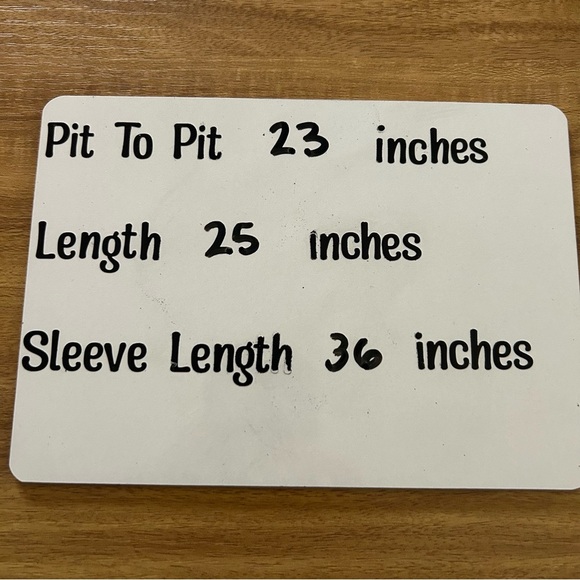 Pit To Pit 23 inches
Length 25 inches
Sleeve Length 36 inches